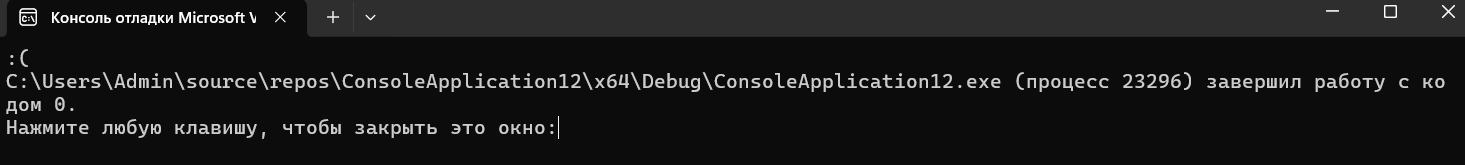 Консоль отладки Microsoft V
:(
C:\Users\Admin\source\repos\ConsoleApplication12\x64\Debug\ConsoleApplication12.exe (процесс 23296) завершил работу с ко
дом 0.
Нажмите любую клавишу, чтобы закрыть это окно: